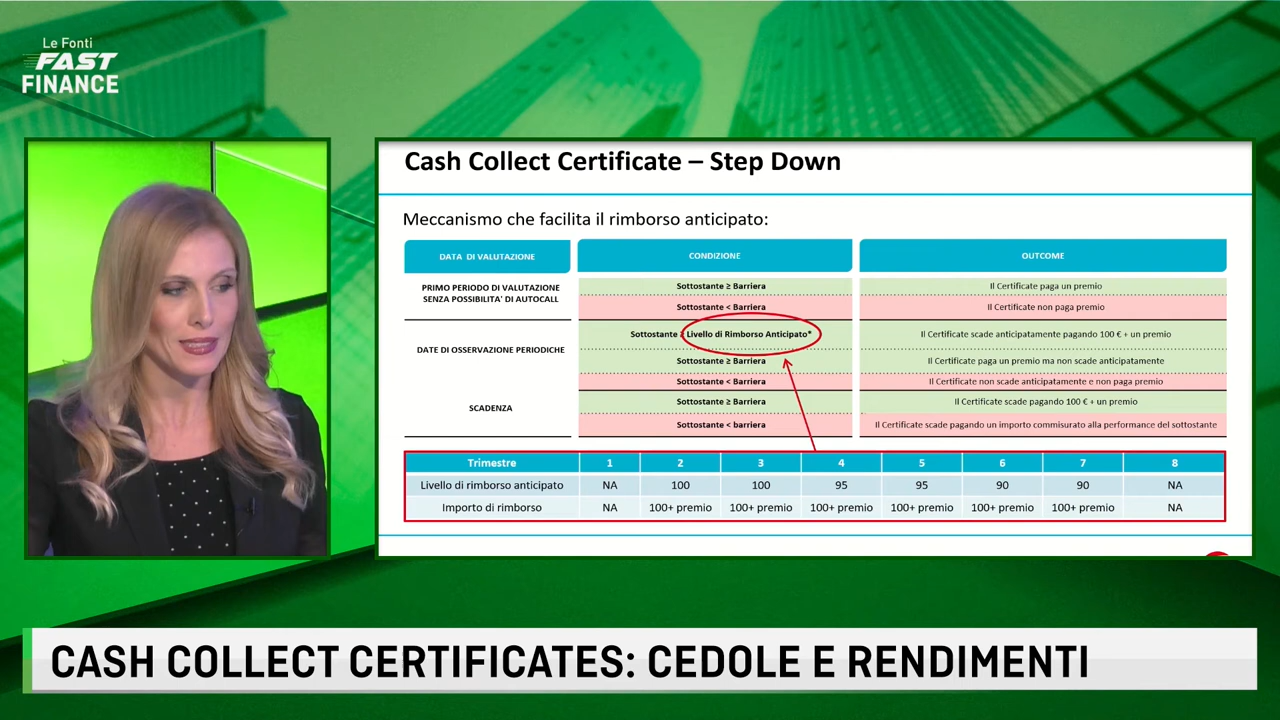 Le Fonti
FAST
FINANCE
Cash Collect Certificate – Step Down
Meccanismo che facilita il rimborso anticipato:
DATA DI VALUTAZIONE
CONDIZIONE
OUTCOME
PRIMO PERIODO DI VALUTAZIONE
SENZA POSSIBILITA' DI AUTOCALL
Sottostante ≥ Barriera
Il Certificate paga un premio
Sottostante < Barriera
Il Certificate non paga premio
DATE DI OSSERVAZIONE PERIODICHE
Sottostante ≥ Livello di Rimborso Anticipato*
Il Certificate scade anticipatamente pagando 100 € + un premio
Sottostante ≥ Barriera
Il Certificate paga un premio ma non scade anticipatamente
Sottostante < Barriera
Il Certificate non scade anticipatamente e non paga premio
SCADENZA
Sottostante ≥ Barriera
Il Certificate scade pagando 100 € + un premio
Sottostante < barriera
Il Certificate scade pagando un importo commisurato alla performance del sottostante
Trimestre 1 2 3 4 5 6 7 8
Livello di rimborso anticipato NA 100 100 95 95 90 90 NA
Importo di rimborso NA 100+ premio 100+ premio 100+ premio 100+ premio 100+ premio 100+ premio NA
CASH COLLECT CERTIFICATES: CEDOLE E RENDIMENTI